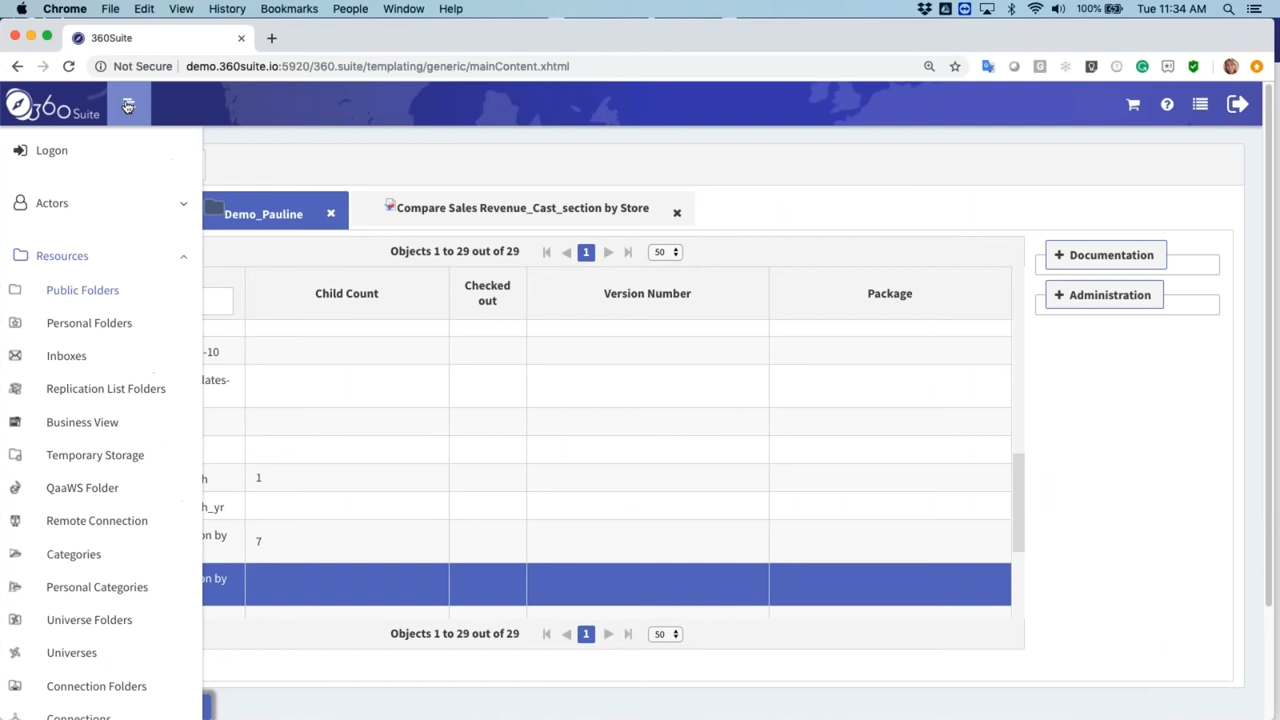 Chrome File Edit View History Bookmarks People Window Help 100% Tue 11:34 AM
360Suite
Not Secure demo.360suite.io:5920/360.suite/templating/generic/mainContent.xhtml
360Suite
Logon
Actors
Resources
Public Folders
Personal Folders
Inboxes
Replication List Folders
Business View
Temporary Storage
QaaWS Folder
Remote Connection
Categories
Personal Categories
Universe Folders
Universes
Connection Folders
Connections
Demo_Pauline
Compare Sales Revenue_Cast_section by Store
Objects 1 to 29 out of 29 1 50
Child Count Checked out Version Number Package
-10
lates-
h 1
h_yr
on by 7
on by
Objects 1 to 29 out of 29 1 50
+ Documentation
+ Administration